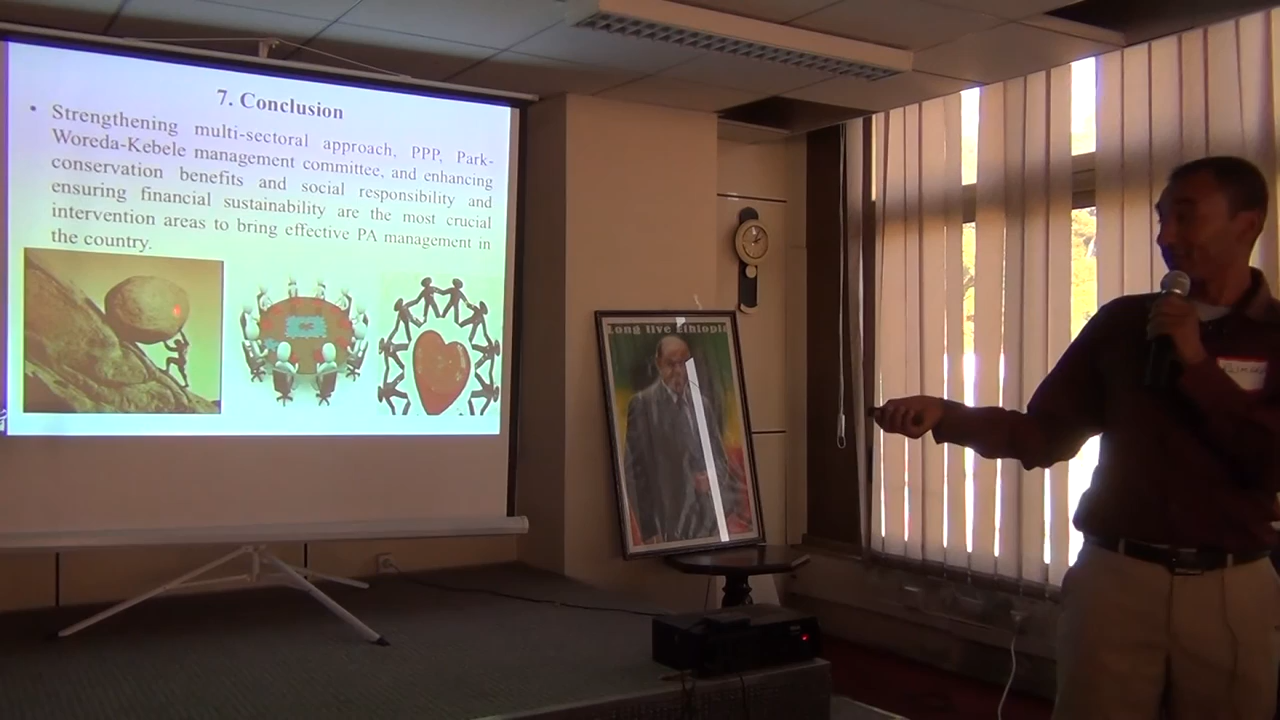 7. Conclusion
• Strengthening multi-sectoral approach, PPP, Park-
Woreda-Kebele management committee, and enhancing
conservation benefits and social responsibility and
ensuring financial sustainability are the most crucial
intervention areas to bring effective PA management in
the country.
Long live Ethiopia